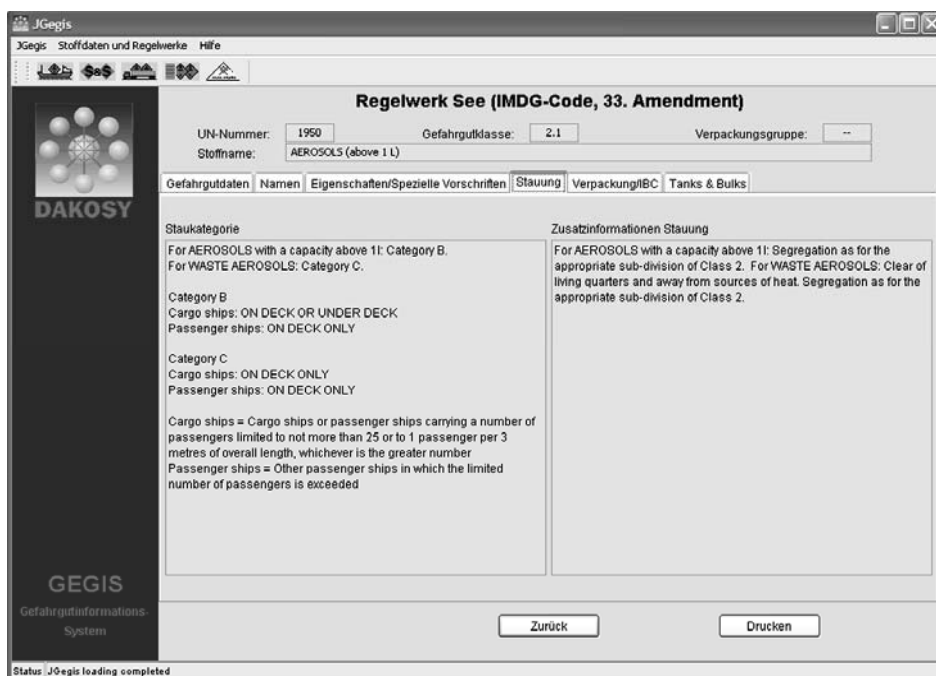 JGegis
JGegis Stoffdaten und Regelwerke Hilfe
Regelwerk See (IMDG-Code, 33. Amendment)
UN-Nummer: 1950 Gefahrgutklasse: 2.1 Verpackungsgruppe: --
Stoffname: AEROSOLS (above 1 L)
Gefahrgutdaten Namen Eigenschaften/Spezielle Vorschriften Stauung Verpackung/IBC Tanks & Bulks
DAKOSY
Staukategorie
For AEROSOLS with a capacity above 1l: Category B.
For WASTE AEROSOLS: Category C.
Category B
Cargo ships: ON DECK OR UNDER DECK
Passenger ships: ON DECK ONLY
Category C
Cargo ships: ON DECK ONLY
Passenger ships: ON DECK ONLY
Cargo ships = Cargo ships or passenger ships carrying a number of
passengers limited to not more than 25 or to 1 passenger per 3
metres of overall length, whichever is the greater number
Passenger ships = Other passenger ships in which the limited
number of passengers is exceeded
Zusatzinformationen Stauung
For AEROSOLS with a capacity above 1l: Segregation as for the
appropriate sub-division of Class 2. For WASTE AEROSOLS: Clear of
living quarters and away from sources of heat. Segregation as for the
appropriate sub-division of Class 2.
GEGIS
Gefahrgutinformations-
System
Zurück Drucken
Status JGegis loading completed